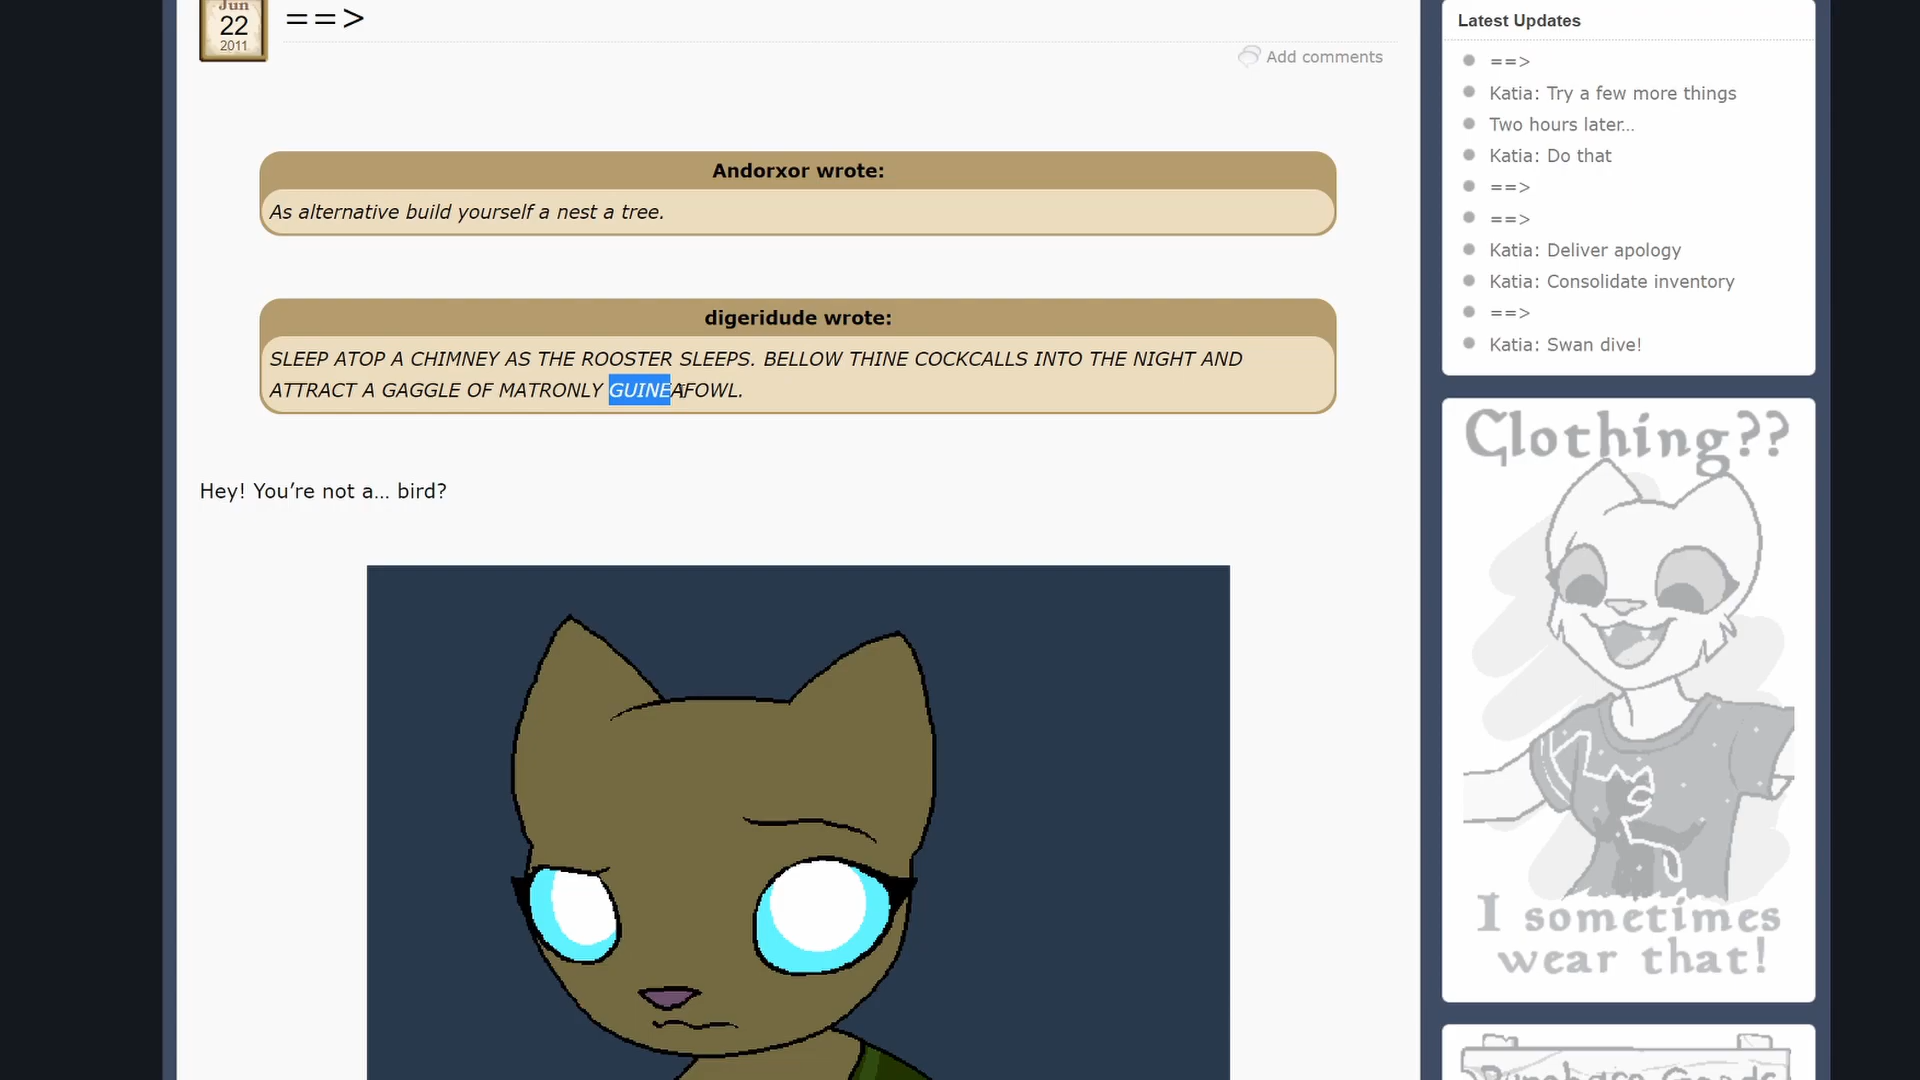 Jun
22
2011
==>
Add comments
Andorxor wrote:
As alternative build yourself a nest a tree.
digeridude wrote:
SLEEP ATOP A CHIMNEY AS THE ROOSTER SLEEPS. BELLOW THINE COCKCALLS INTO THE NIGHT AND
ATTRACT A GAGGLE OF MATRONLY GUINEAFOWL.
Hey! You’re not a… bird?
Latest Updates
==>
Katia: Try a few more things
Two hours later…
Katia: Do that
==>
==>
Katia: Deliver apology
Katia: Consolidate inventory
==>
Katia: Swan dive!
Clothing??
I sometimes
wear that!
Purchase Goods